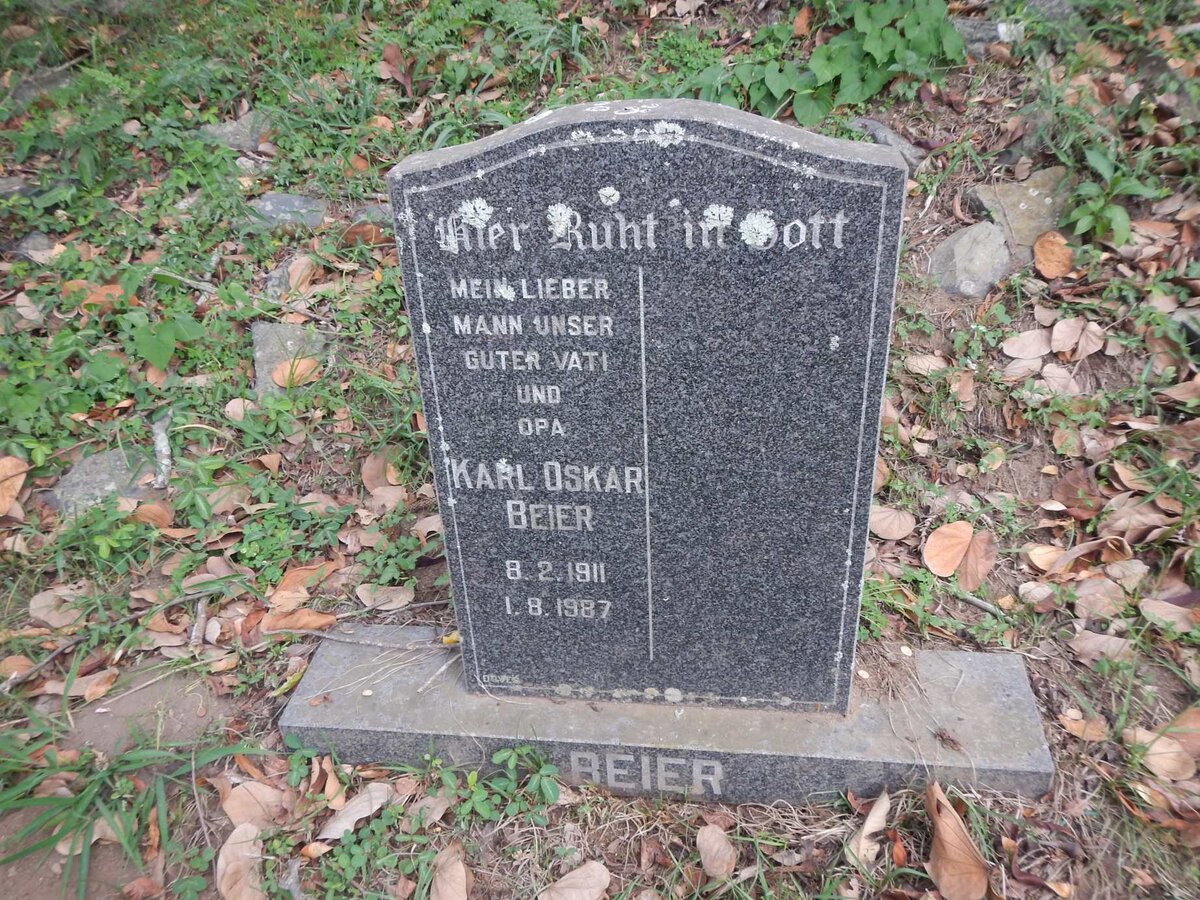 Hier Ruht in Gott
MEIN LIEBER
MANN UNSER
GUTER VATI
UND
OPA
KARL OSKAR
BEIER
8.2.1911
1.8.1987
BEIER